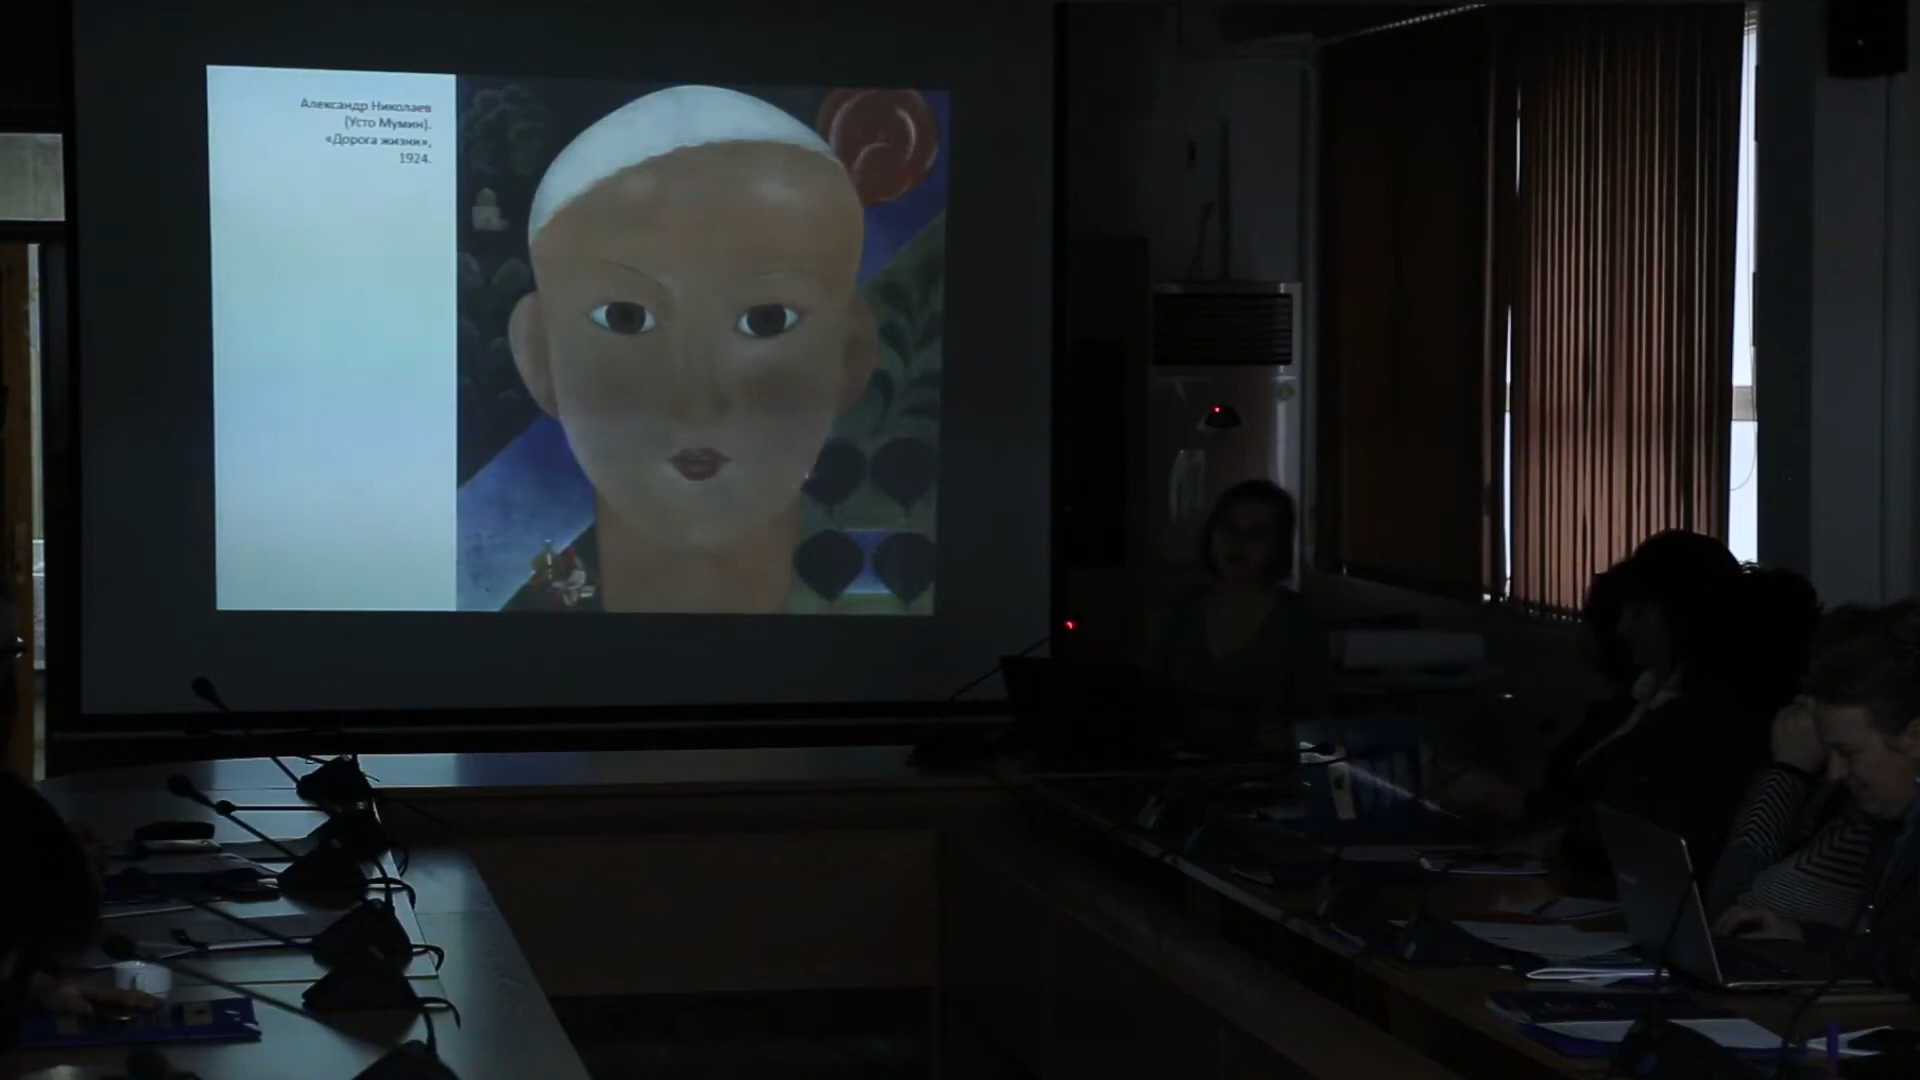 Александр Николаев
(Усто Мумин).
«Дорога жизни»,
1924.